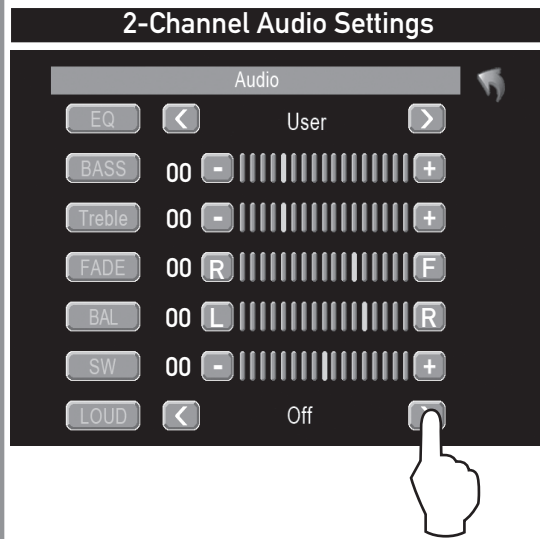 2-Channel Audio Settings
Audio
EQ < User >
BASS 00 - +
Treble 00 - +
FADE 00 R F
BAL 00 L R
SW 00 - +
LOUD < Off